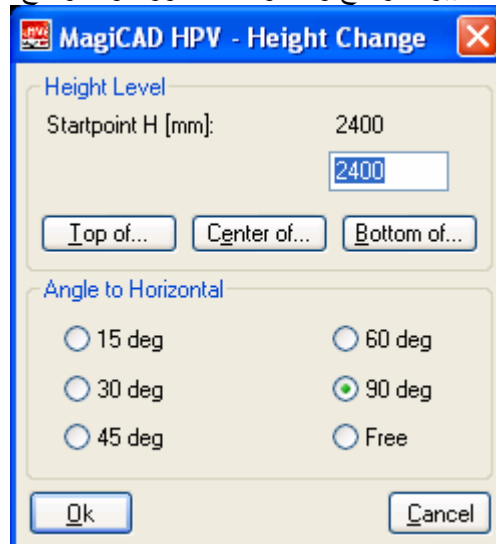 MagiCAD HPV - Height Change
Height Level
Startpoint H [mm]: 2400
2400
Top of... Center of... Bottom of...
Angle to Horizontal
15 deg 60 deg
30 deg 90 deg
45 deg Free
Ok Cancel